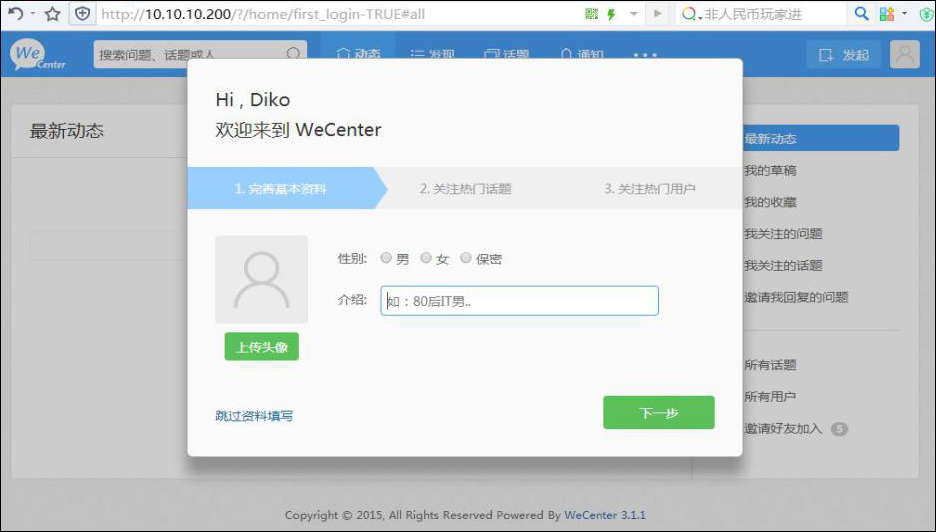 http://10.10.10.200/?/home/first_login-TRUE#all
非人民币玩家进
WeCenter
搜索问题、话题或人
动态
发现
话题
通知
发起
Hi , Diko
欢迎来到 WeCenter
最新动态
1. 完善基本资料
2. 关注热门话题
3. 关注热门用户
性别: 男 女 保密
介绍: 如：80后IT男..
上传头像
跳过资料填写
下一步
最新动态
我的草稿
我的收藏
我关注的问题
我关注的话题
邀请我回复的问题
所有话题
所有用户
邀请好友加入 5
Copyright © 2015, All Rights Reserved Powered By WeCenter 3.1.1